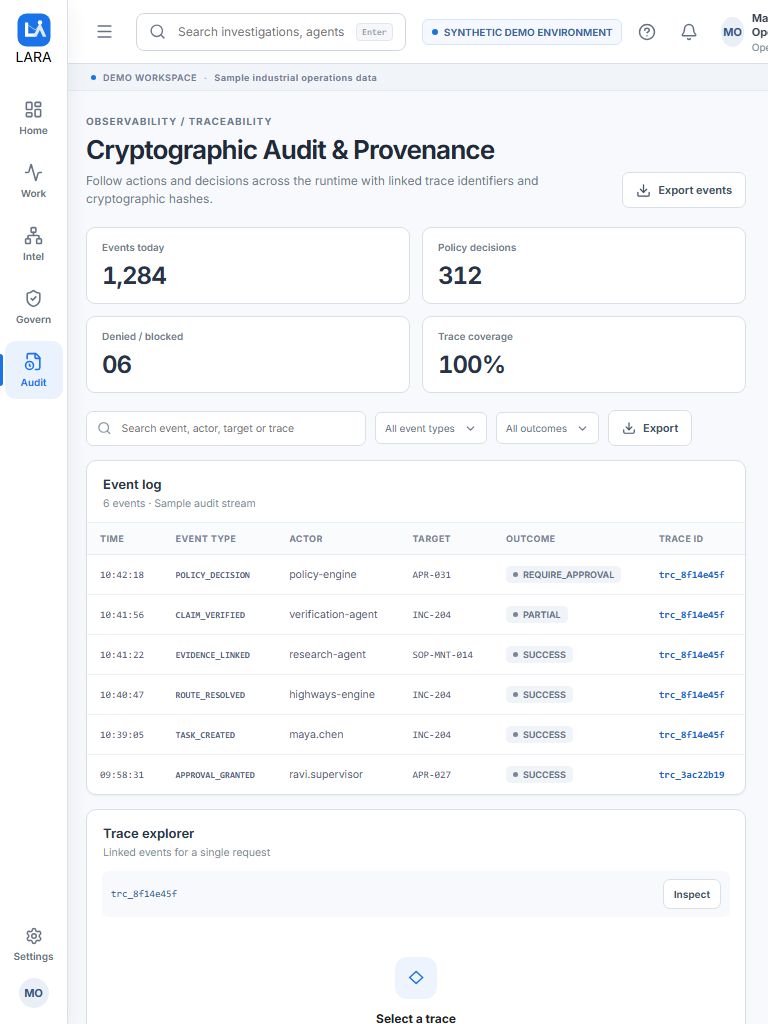 LARA
Search investigations, agents
Enter
SYNTHETIC DEMO ENVIRONMENT
MO
DEMO WORKSPACE · Sample industrial operations data
Home
Work
Intel
Govern
Audit
Settings
MO
OBSERVABILITY / TRACEABILITY
Cryptographic Audit & Provenance
Follow actions and decisions across the runtime with linked trace identifiers and
cryptographic hashes.
Export events
Events today
1,284
Policy decisions
312
Denied / blocked
06
Trace coverage
100%
Search event, actor, target or trace
All event types
All outcomes
Export
Event log
6 events · Sample audit stream
TIME EVENT TYPE ACTOR TARGET OUTCOME TRACE ID
10:42:18 POLICY_DECISION policy-engine APR-031 REQUIRE_APPROVAL trc_8f14e45f
10:41:56 CLAIM_VERIFIED verification-agent INC-204 PARTIAL trc_8f14e45f
10:41:22 EVIDENCE_LINKED research-agent SOP-MNT-014 SUCCESS trc_8f14e45f
10:40:47 ROUTE_RESOLVED highways-engine INC-204 SUCCESS trc_8f14e45f
10:39:05 TASK_CREATED maya.chen INC-204 SUCCESS trc_8f14e45f
09:58:31 APPROVAL_GRANTED ravi.supervisor APR-027 SUCCESS trc_3ac22b19
Trace explorer
Linked events for a single request
trc_8f14e45f
Inspect
Select a trace